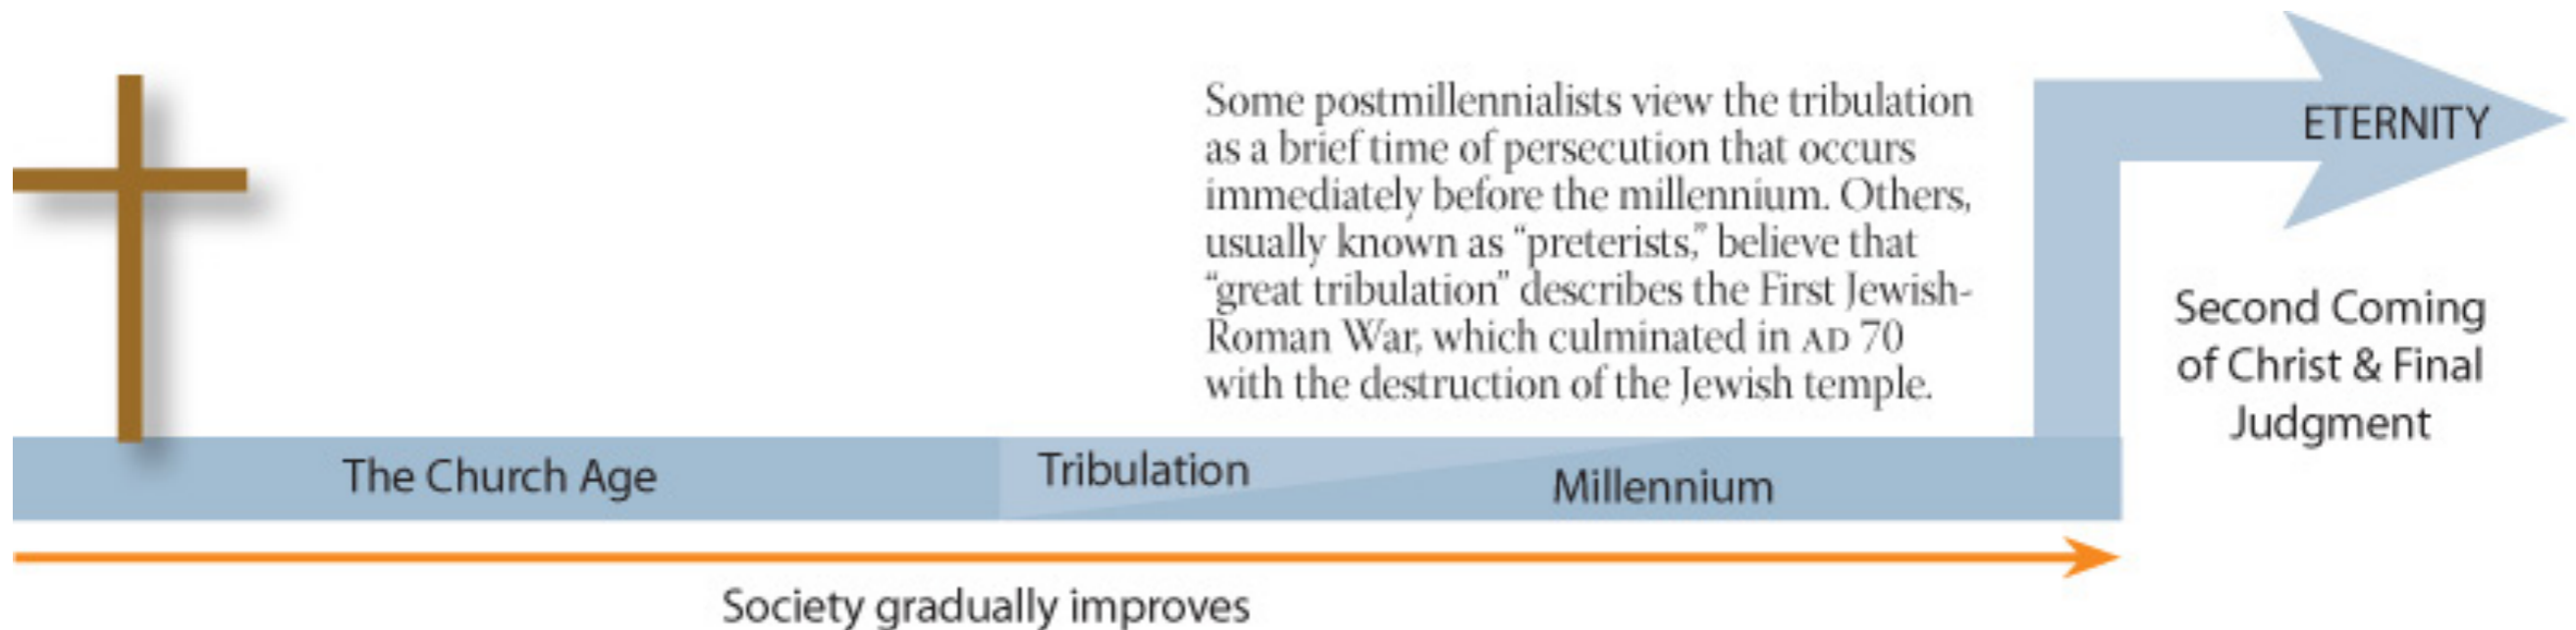 Some postmillennialists view the tribulation
as a brief time of persecution that occurs
immediately before the millennium. Others,
usually known as “preterists,” believe that
“great tribulation” describes the First Jewish-
Roman War, which culminated in AD 70
with the destruction of the Jewish temple.
ETERNITY
Second Coming
of Christ & Final
Judgment
The Church Age
Tribulation
Millennium
Society gradually improves